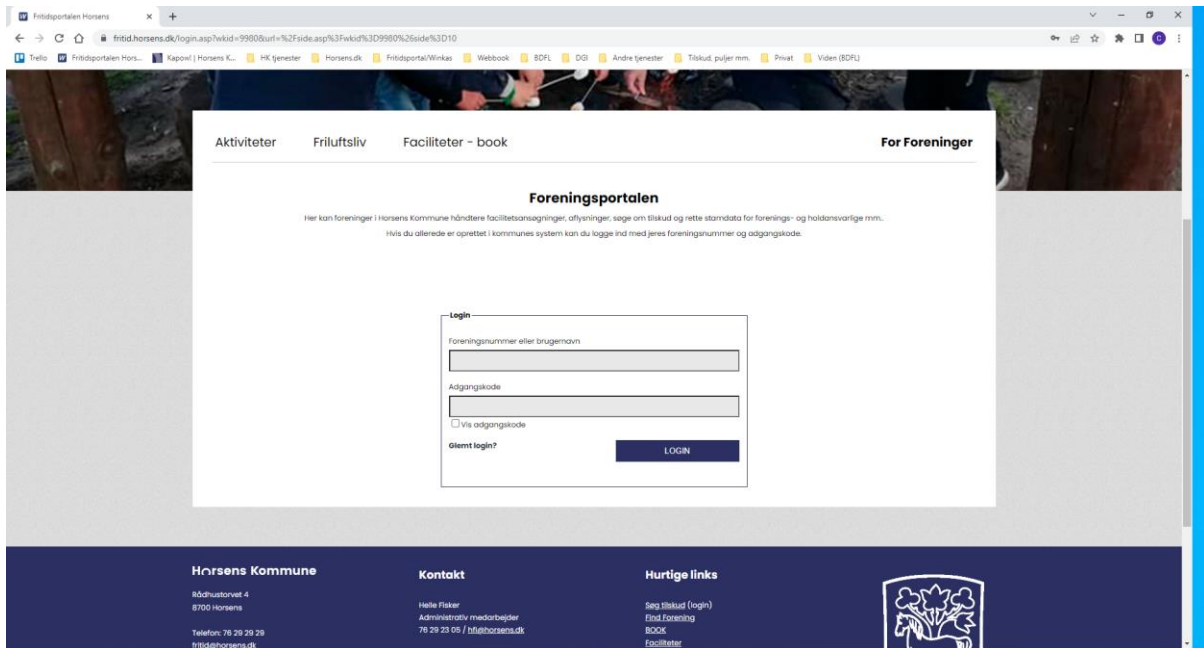 Fritidsportalen Horsens
fritid.horsens.dk/login.asp?wkid=9980&url=%2Fside.asp%3Fwkid%3D9980%26side%3D10
Trello Fritidsportalen Hors... Kapow! | Horsens K... HK tjenester Horsens.dk Fritidsportal/Winkas Webbook BDFL DGI Andre tjenester Tilskud, puljer mm. Privat Viden (BDFL)
Aktiviteter Friluftsliv Faciliteter - book For Foreninger
Foreningsportalen
Her kan foreninger i Horsens Kommune håndtere facilitetsansøgninger, aflysninger, søge om tilskud og rette stamdata for forenings- og holdansvarlige mm..
Hvis du allerede er oprettet i kommunes system kan du logge ind med jeres foreningsnummer og adgangskode.
Login
Foreningsnummer eller brugernavn
Adgangskode
Vis adgangskode
Glemt login?
LOGIN
Horsens Kommune
Rådhustorvet 4
8700 Horsens
Telefon: 76 29 29 29
fritid@horsens.dk
Kontakt
Helle Fisker
Administrativ medarbejder
76 29 23 05 / hfi@horsens.dk
Hurtige links
Søg tilskud (login)
Find Forening
BOOK
Faciliteter